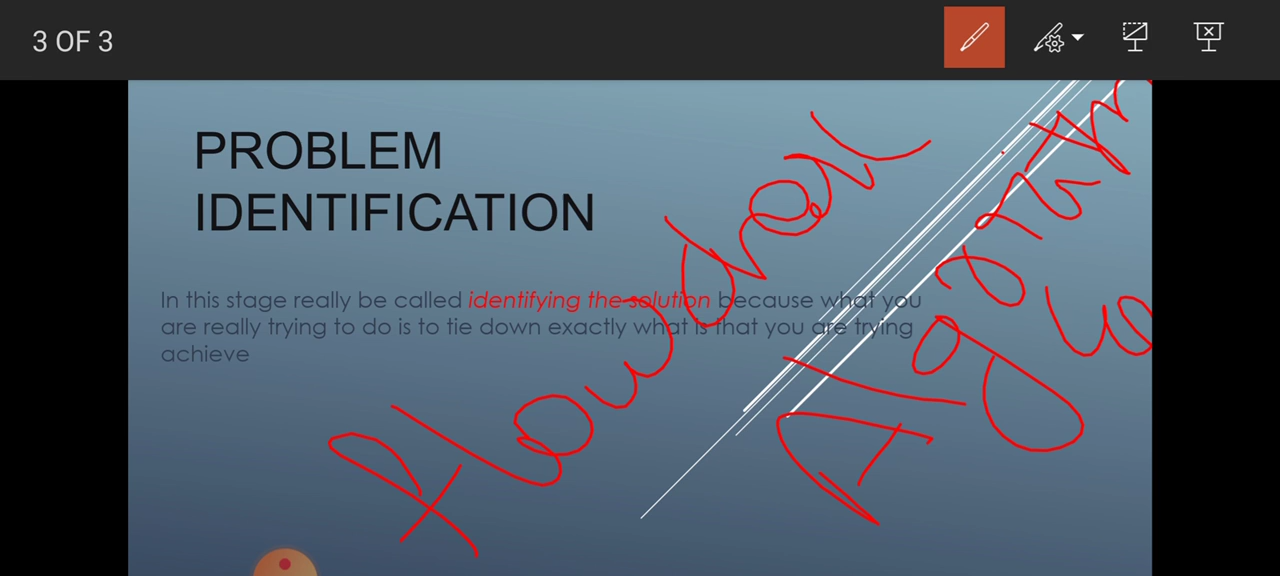 3 OF 3
PROBLEM
IDENTIFICATION
In this stage really be called identifying the solution because what you
are really trying to do is to tie down exactly what is that you are trying
achieve
Flowchart